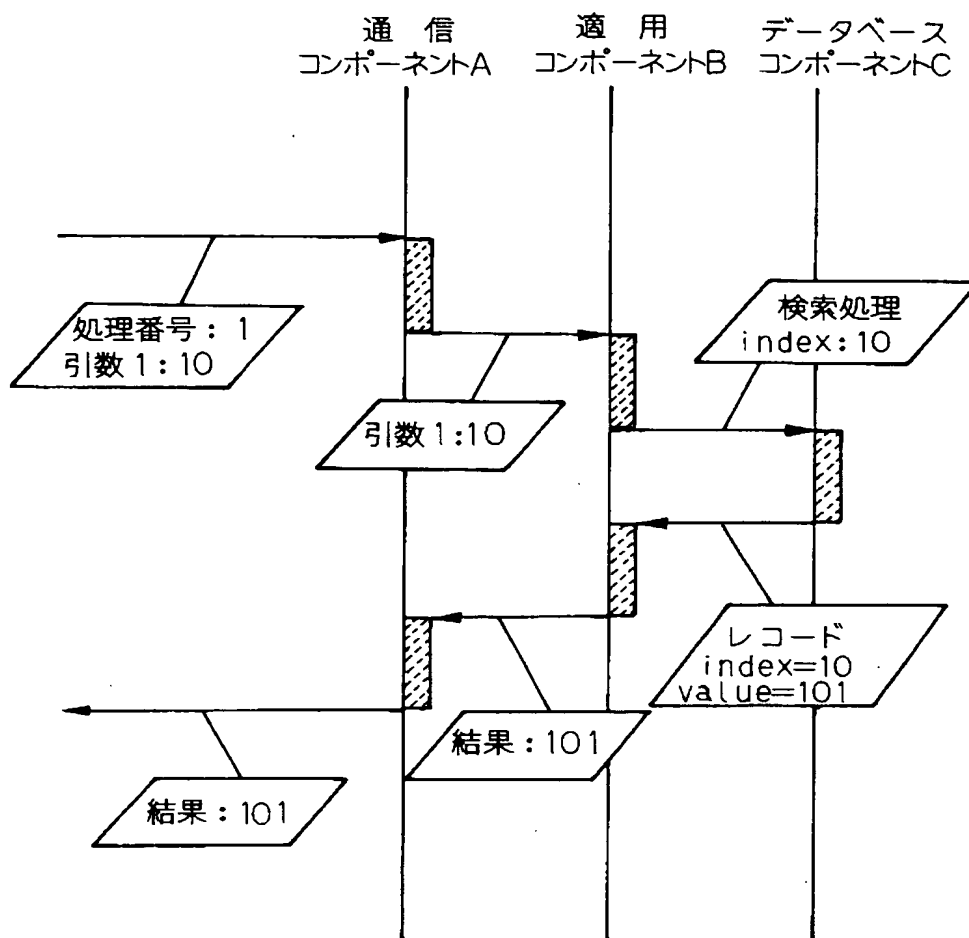 通信
コンポーネントA
適用
コンポーネントB
データベース
コンポーネントC
処理番号：1
引数1：10
引数1：10
検索処理
index：10
レコード
index=10
value=101
結果：101
結果：101